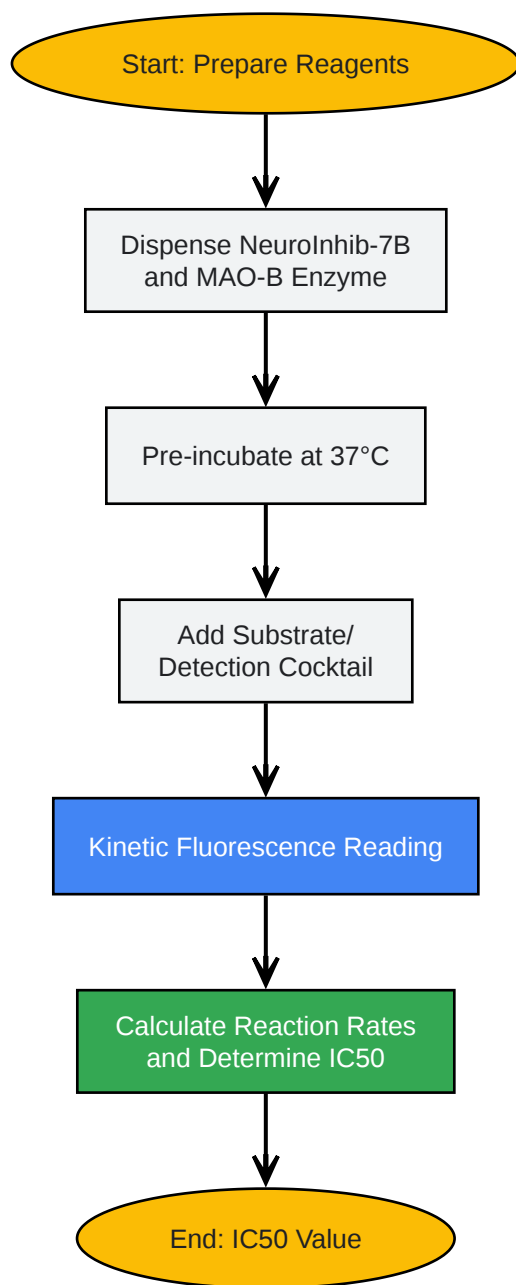 Start: Prepare Reagents
Dispense NeuroInhib-7B
and MAO-B Enzyme
Pre-incubate at 37°C
Add Substrate/
Detection Cocktail
Kinetic Fluorescence Reading
Calculate Reaction Rates
and Determine IC50
End: IC50 Value